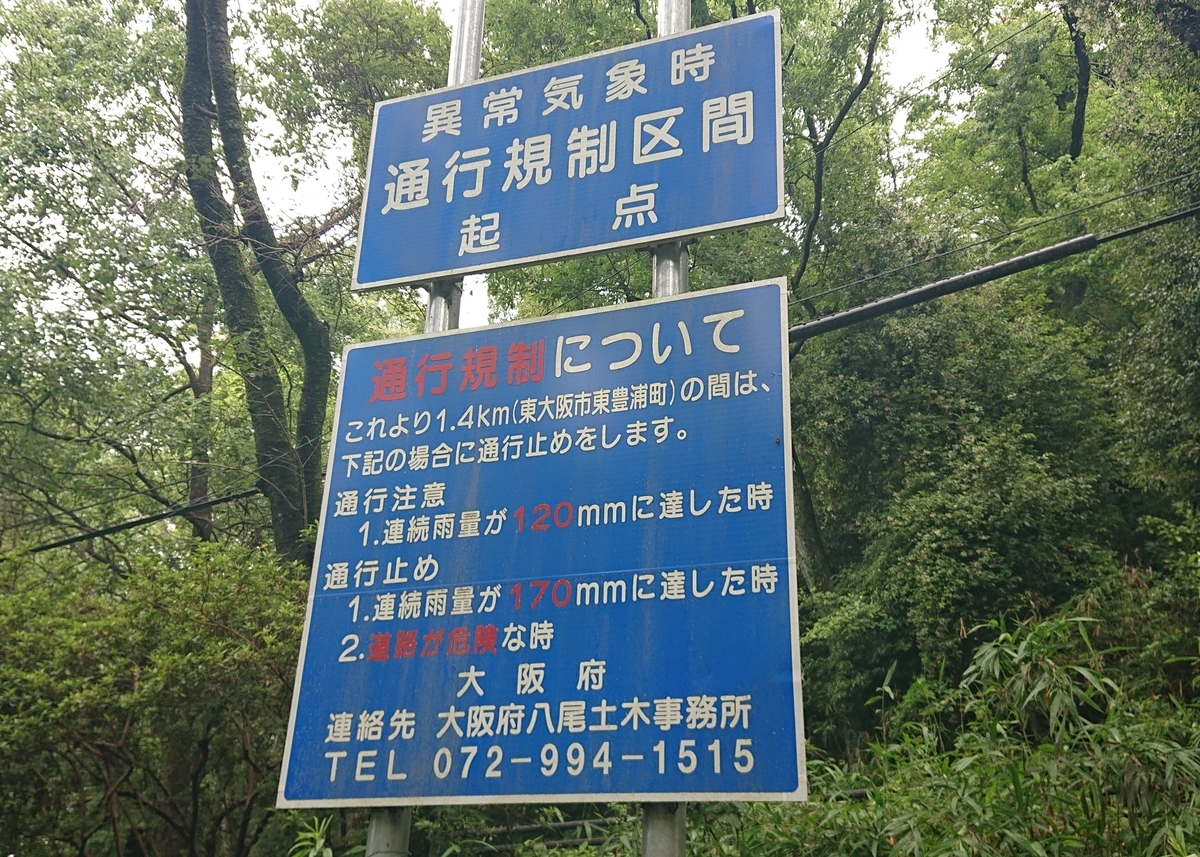 異常気象時
通行規制区間
起点
通行規制について
これより1.4km(東大阪市東豊浦町)の間は、
下記の場合に通行止めをします。
通行注意
1.連続雨量が120mmに達した時
通行止め
1.連続雨量が170mmに達した時
2.道路が危険な時
大阪府
連絡先 大阪府八尾土木事務所
TEL 072-994-1515